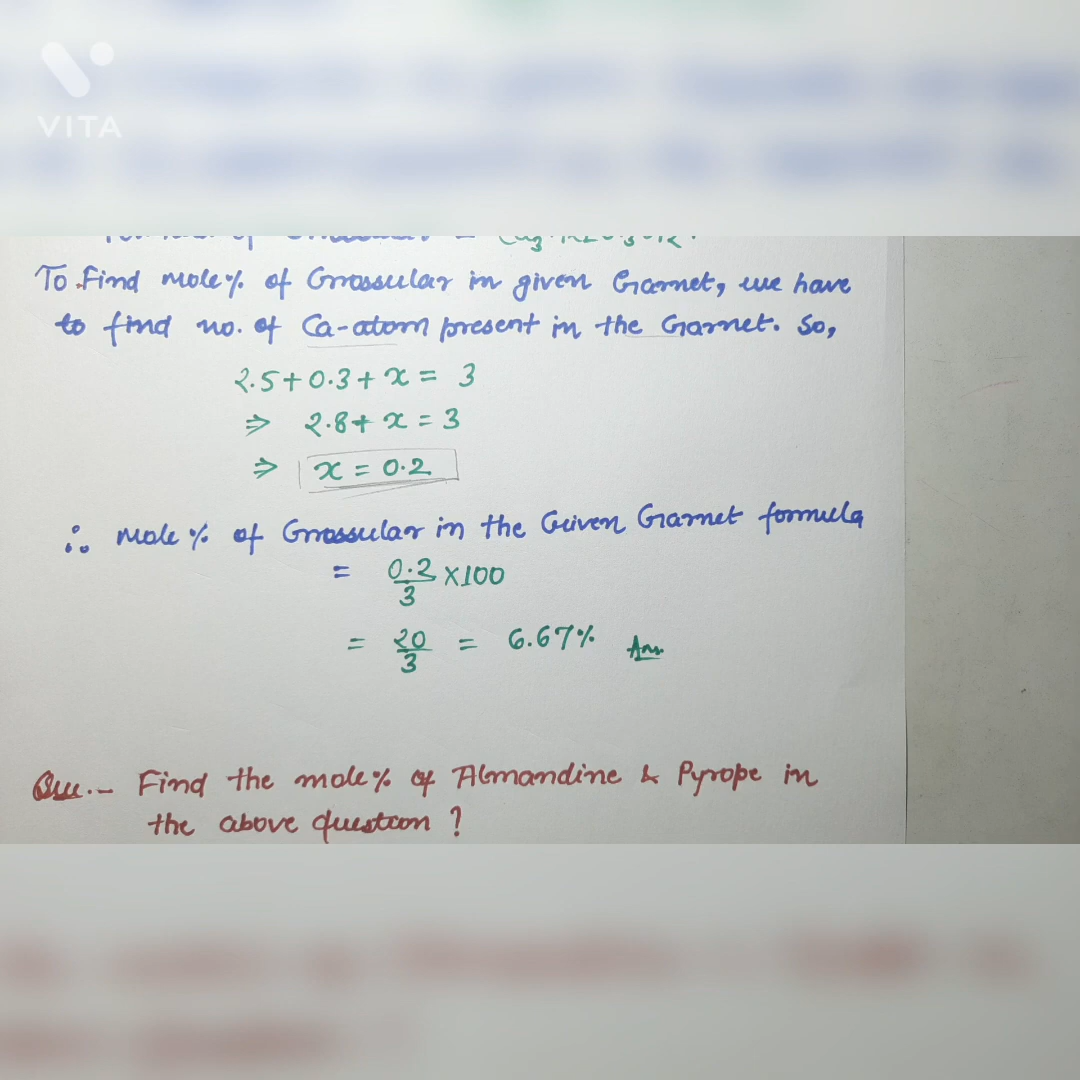 VITA
To Find mole% of Grossular in given Garnet, we have
to find no. of Ca-atom present in the Garnet. So,
2.5 + 0.3 + x = 3
⇒ 2.8 + x = 3
⇒ x = 0.2
∴ mole % of Grossular in the Given Garnet formula
= 0.2/3 × 100
= 20/3 = 6.67% Ans.
Que.- Find the mole% of Almandine & Pyrope in
the above question ?